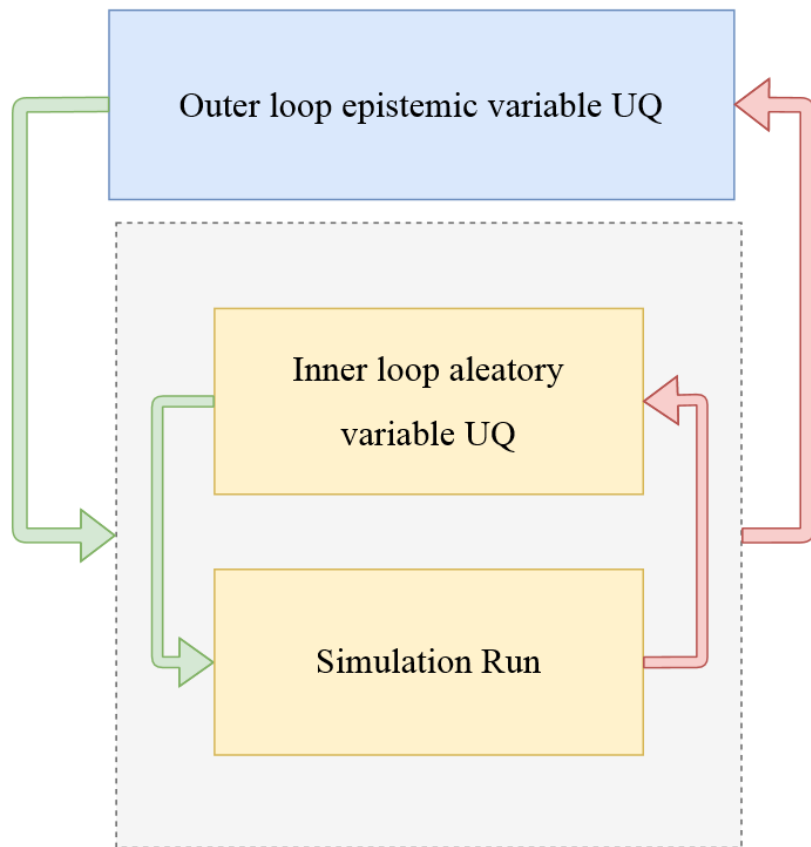 Outer loop epistemic variable UQ
Inner loop aleatory
variable UQ
Simulation Run